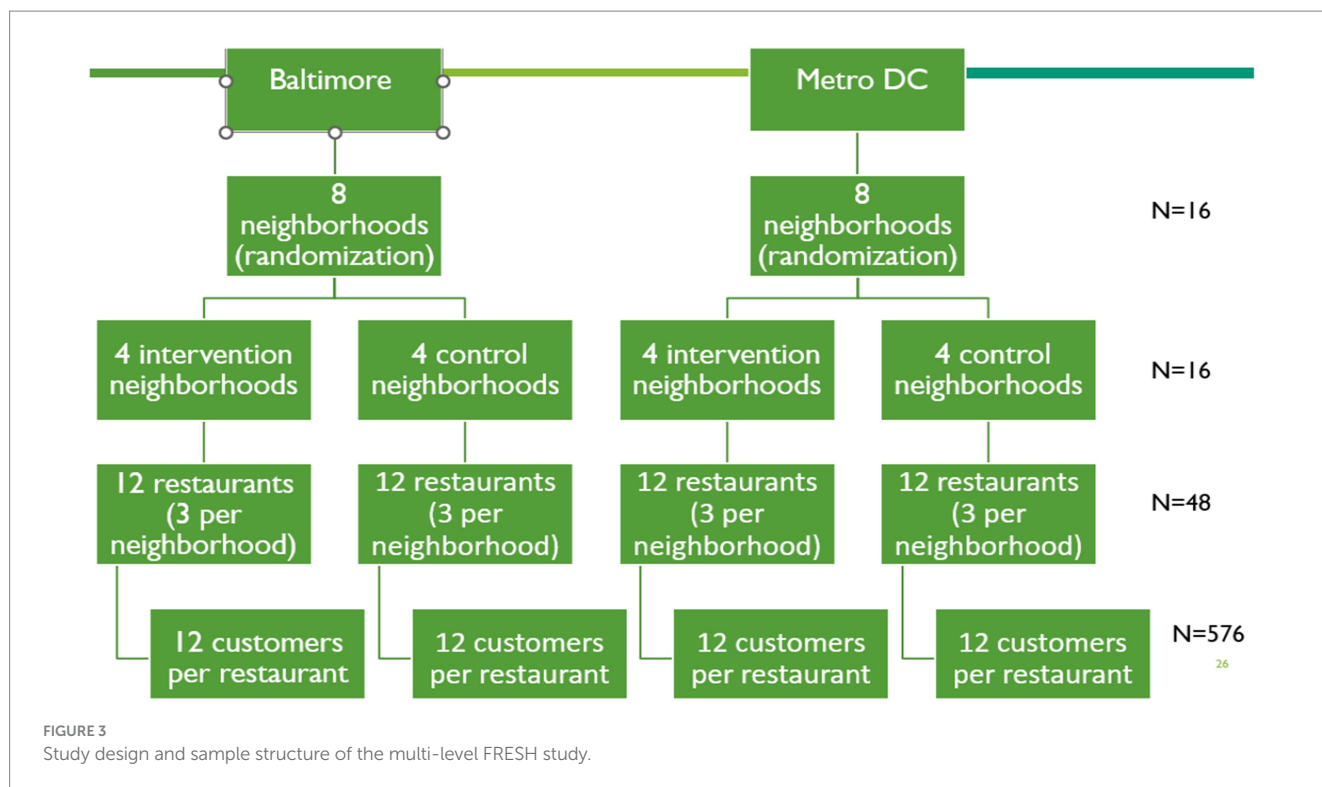 Baltimore
Metro DC
8
neighborhoods
(randomization)
8
neighborhoods
(randomization)
N=16
4 intervention
neighborhoods
4 control
neighborhoods
4 intervention
neighborhoods
4 control
neighborhoods
N=16
12 restaurants
(3 per
neighborhood)
12 restaurants
(3 per
neighborhood)
12 restaurants
(3 per
neighborhood)
12 restaurants
(3 per
neighborhood)
N=48
12 customers
per restaurant
12 customers
per restaurant
12 customers
per restaurant
12 customers
per restaurant
N=576
26
FIGURE 3
Study design and sample structure of the multi-level FRESH study.